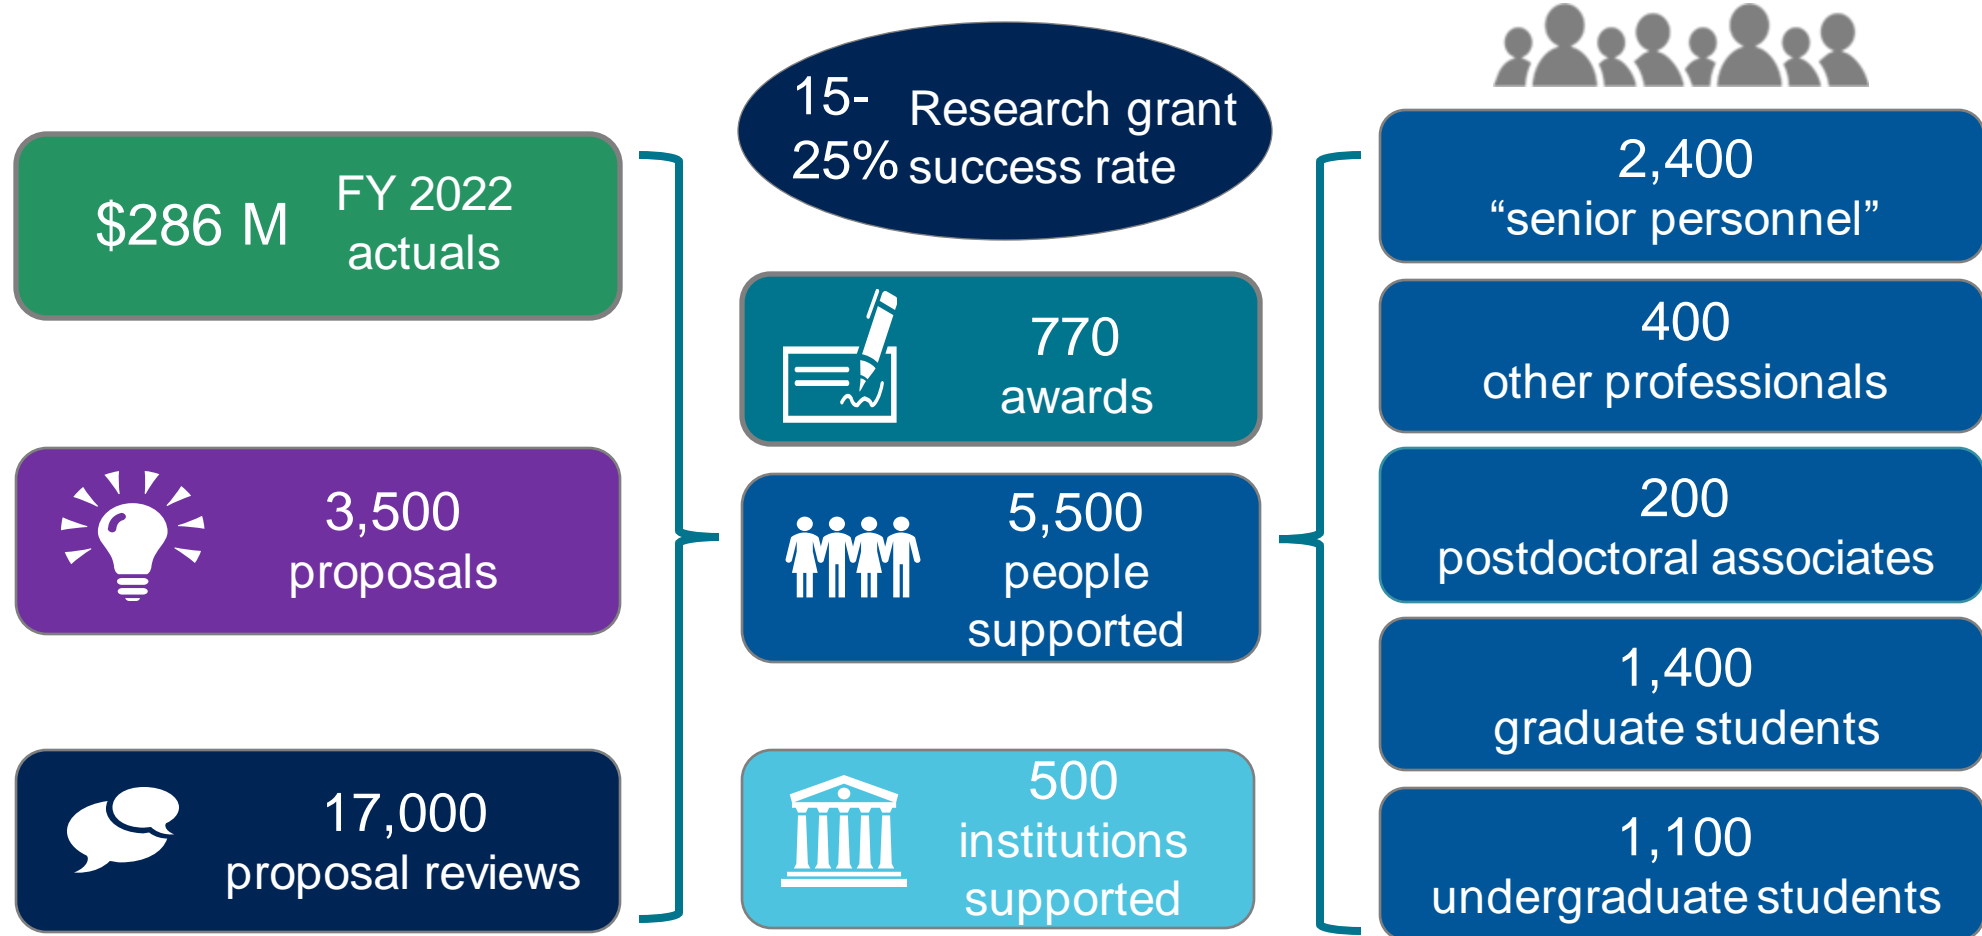 $286 M
FY 2022
actuals
3,500
proposals
17,000
proposal reviews
15-
25%
Research grant
success rate
770
awards
5,500
people
supported
500
institutions
supported
2,400
“senior personnel”
400
other professionals
200
postdoctoral associates
1,400
graduate students
1,100
undergraduate students